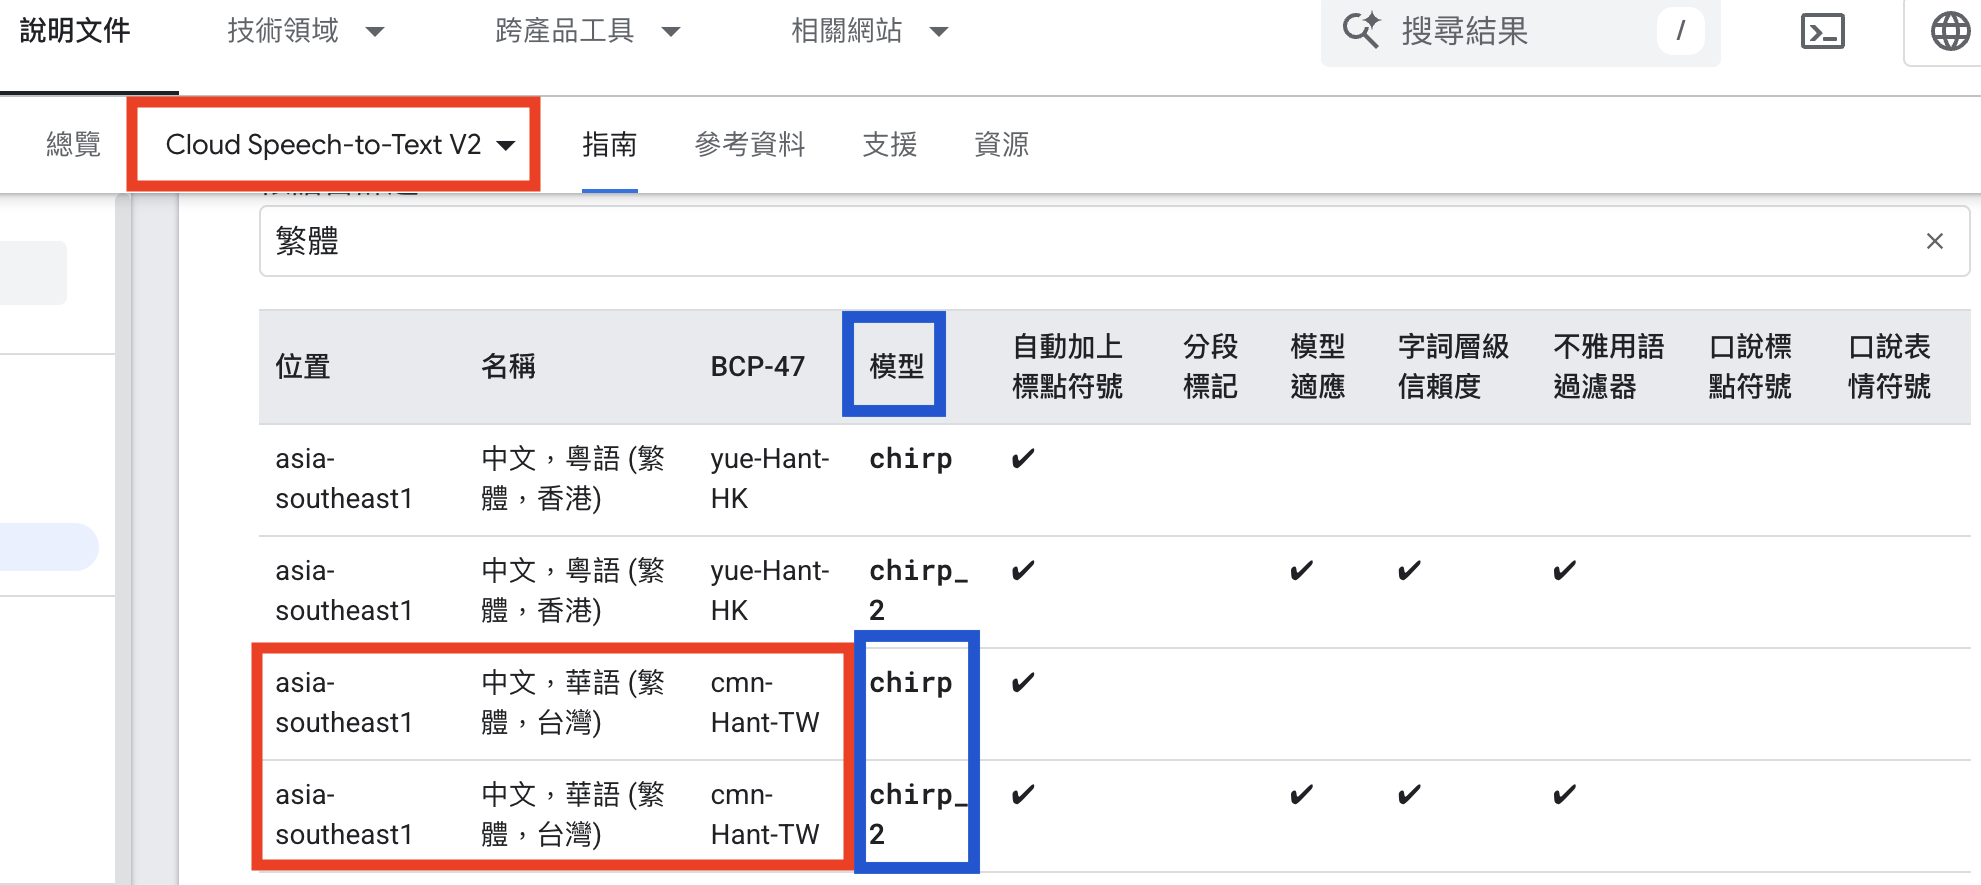 說明文件 技術領域 跨產品工具 相關網站 搜尋結果 /
總覽 Cloud Speech-to-Text V2 指南 參考資料 支援 資源
繁體
位置 名稱 BCP-47 模型 自動加上標點符號 分段標記 模型適應 字詞層級信賴度 不雅用語過濾器 口說標點符號 口說表情符號
asia-southeast1 中文，粵語 (繁體，香港) yue-Hant-HK chirp ✔
asia-southeast1 中文，粵語 (繁體，香港) yue-Hant-HK chirp_2 ✔ ✔ ✔ ✔
asia-southeast1 中文，華語 (繁體，台灣) cmn-Hant-TW chirp ✔
asia-southeast1 中文，華語 (繁體，台灣) cmn-Hant-TW chirp_2 ✔ ✔ ✔ ✔